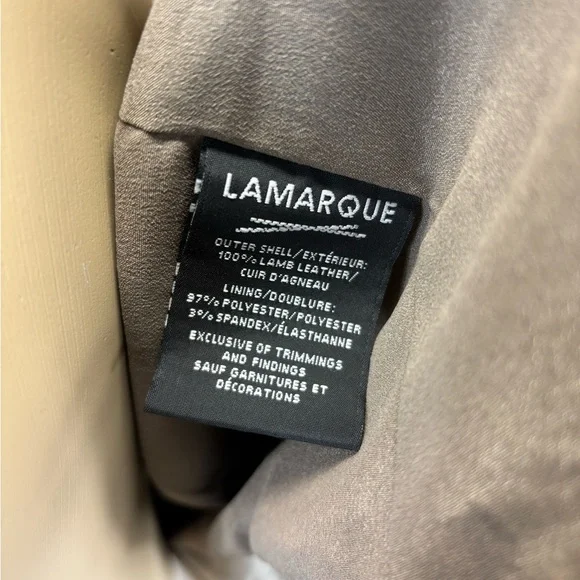 LAMARQUE
OUTER SHELL/EXTÉRIEUR:
100% LAMB LEATHER/
CUIR D'AGNEAU
LINING/DOUBLURE:
97% POLYESTER/POLYESTER
3% SPANDEX/ÉLASTHANNE
EXCLUSIVE OF TRIMMINGS
AND FINDINGS
SAUF GARNITURES ET
DÉCORATIONS